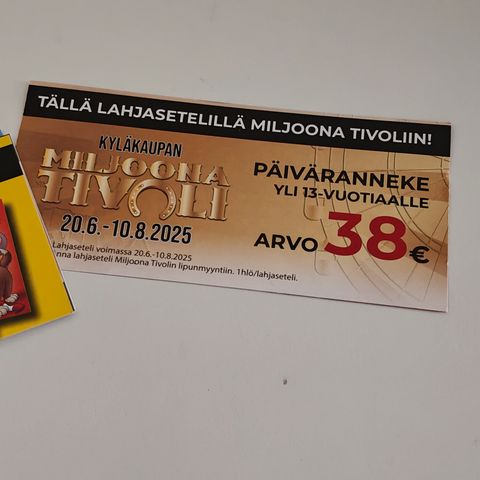 TÄLLÄ LAHJASETELILLÄ MILJOONA TIVOLIIN!
KYLÄKAUPAN
MILJOONA
TIVOLI
20.6.-10.8.2025
Lahjaseteli voimassa 20.6.-10.8.2025
nna lahjaseteli Miljoona Tivolin lipunmyyntiin. 1hlö/lahjaseteli.
PÄIVÄRANNEKE
YLI 13-VUOTIAALLE
ARVO 38€